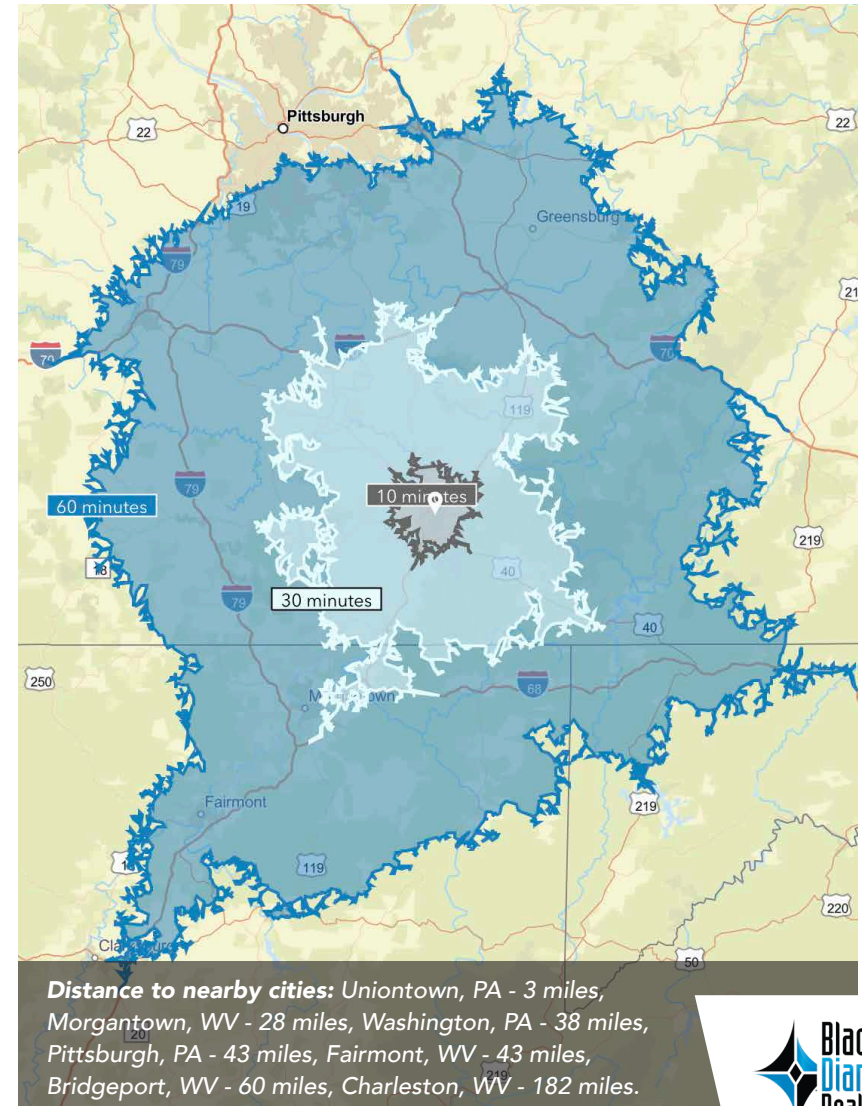 Pittsburgh
22
22
19
Greensburg
79
21
70
70
119
79
10 minutes
60 minutes
219
18
40
79
30 minutes
40
250
68
219
Fairmont
119
220
50
Distance to nearby cities: Uniontown, PA - 3 miles,
Morgantown, WV - 28 miles, Washington, PA - 38 miles,
20
Pittsburgh, PA - 43 miles, Fairmont, WV - 43 miles,
219
Bridgeport, WV - 60 miles, Charleston, WV - 182 miles.